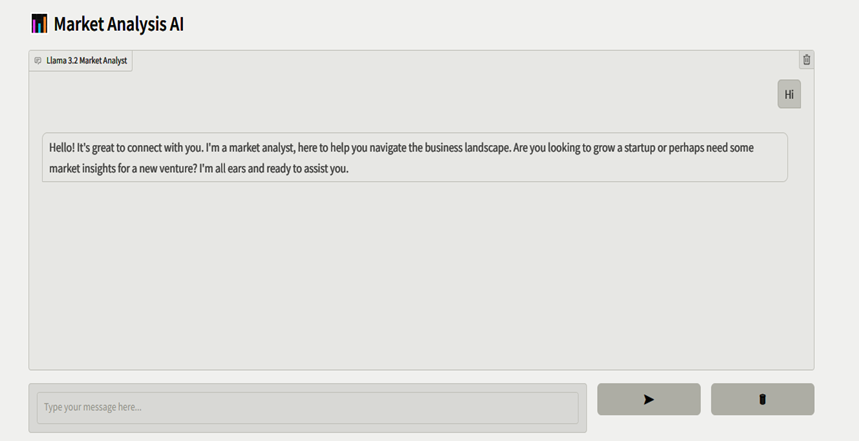 Market Analysis AI
Llama 3.2 Market Analyst
Hi
Hello! It's great to connect with you. I'm a market analyst, here to help you navigate the business landscape. Are you looking to grow a startup or perhaps need some
market insights for a new venture? I'm all ears and ready to assist you.
Type your message here...